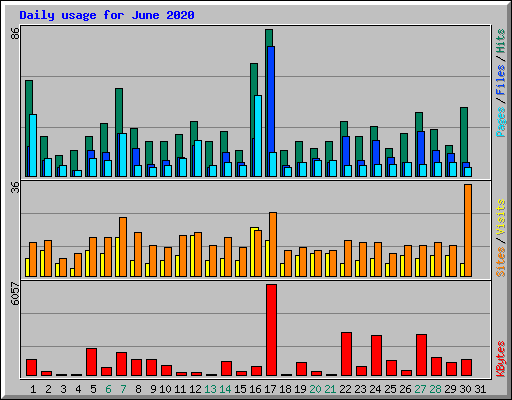 Daily usage for June 2020
86
Pages / Files / Hits
36
Sites / Visits
6057
KBytes
1 2 3 4 5 6 7 8 9 10 11 12 13 14 15 16 17 18 19 20 21 22 23 24 25 26 27 28 29 30 31